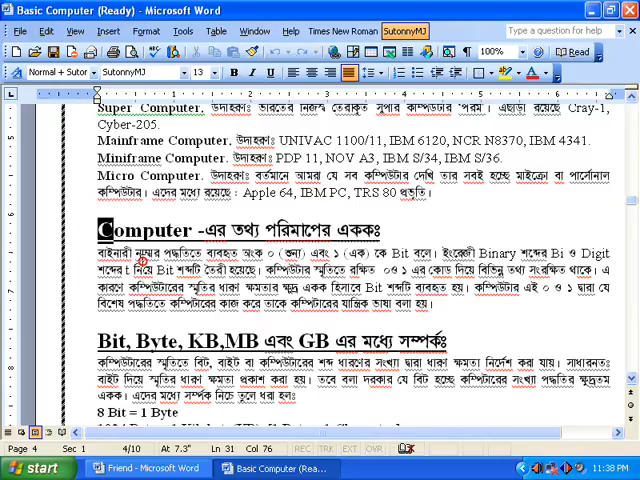 Basic Computer (Ready) - Microsoft Word
File Edit View Insert Format Tools Table Window Help Times New Roman SutonnyMJ
100% Read
Normal + Sutor SutonnyMJ 13 B I U
Super Computer. উদাহরণঃ ভারতের নিজস্ব তৈরীকৃত সুপার কম্পিউটার পরম। এছাড়া রয়েছে Cray-1,
Cyber-205.
Mainframe Computer. উদাহরণঃ UNIVAC 1100/11, IBM 6120, NCR N8370, IBM 4341.
Miniframe Computer. উদাহরণঃ PDP 11, NOV A3, IBM S/34, IBM S/36.
Micro Computer. উদাহরণঃ বর্তমানে আমরা যে সব কম্পিউটার দেখি তার সবই হচ্ছে মাইক্রো বা পার্সোনাল
কম্পিউটার। এদের মধ্যে রয়েছে : Apple 64, IBM PC, TRS 80 প্রভৃতি।
Computer -এর তথ্য পরিমাপের এককঃ
বাইনারী নাম্বার পদ্ধতিতে ব্যবহৃত অংক ০ (শুন্য) এবং ১ (এক) কে Bit বলে। ইংরেজী Binary শব্দের Bi ও Digit
শব্দের t নিয়ে Bit শব্দটি তৈরী হয়েছে। কম্পিউটার স্মৃতিতে রক্ষিত ০ও ১ এর কোড দিয়ে বিভিন্ন তথ্য সংরক্ষিত থাকে। এ
কারণে কম্পিউটারের স্মৃতির ধারণ ক্ষমতার ক্ষুদ্র একক হিসাবে Bit শব্দটি ব্যবহৃত হয়। কম্পিউটার এই ০ ও ১ দ্বারা যে
বিশেষ পদ্ধতিতে কম্পিটারের কাজ করে তাকে কম্পিউটারের যান্ত্রিক ভাষা বলা হয়।
Bit, Byte, KB,MB এবং GB এর মধ্যে সম্পর্কঃ
কম্পিউটারের স্মৃতিতে বিট, বাইট বা কম্পিউটারের শব্দ ধারণের সংখ্যা দ্বারা ধারণ ক্ষমতা নির্দেশ করা যায়। সাধারনতঃ
বাইট দিয়ে স্মৃতির ধারণ ক্ষমতা প্রকাশ করা হয়। তবে বলা দরকার যে বিট হচ্ছে কম্পিটারের সংখ্যা পদ্ধতির ক্ষুদ্রতম
একক। এদের মধ্যে সর্ম্পক নিচে তুলে ধরা হলঃ
8 Bit = 1 Byte
Page 4 Sec 1 4/10 At 7.3" Ln 31 Col 76 REC TRK EXT OVR
start Friend - Microsoft Word Basic Computer (Rea... 11:38 PM